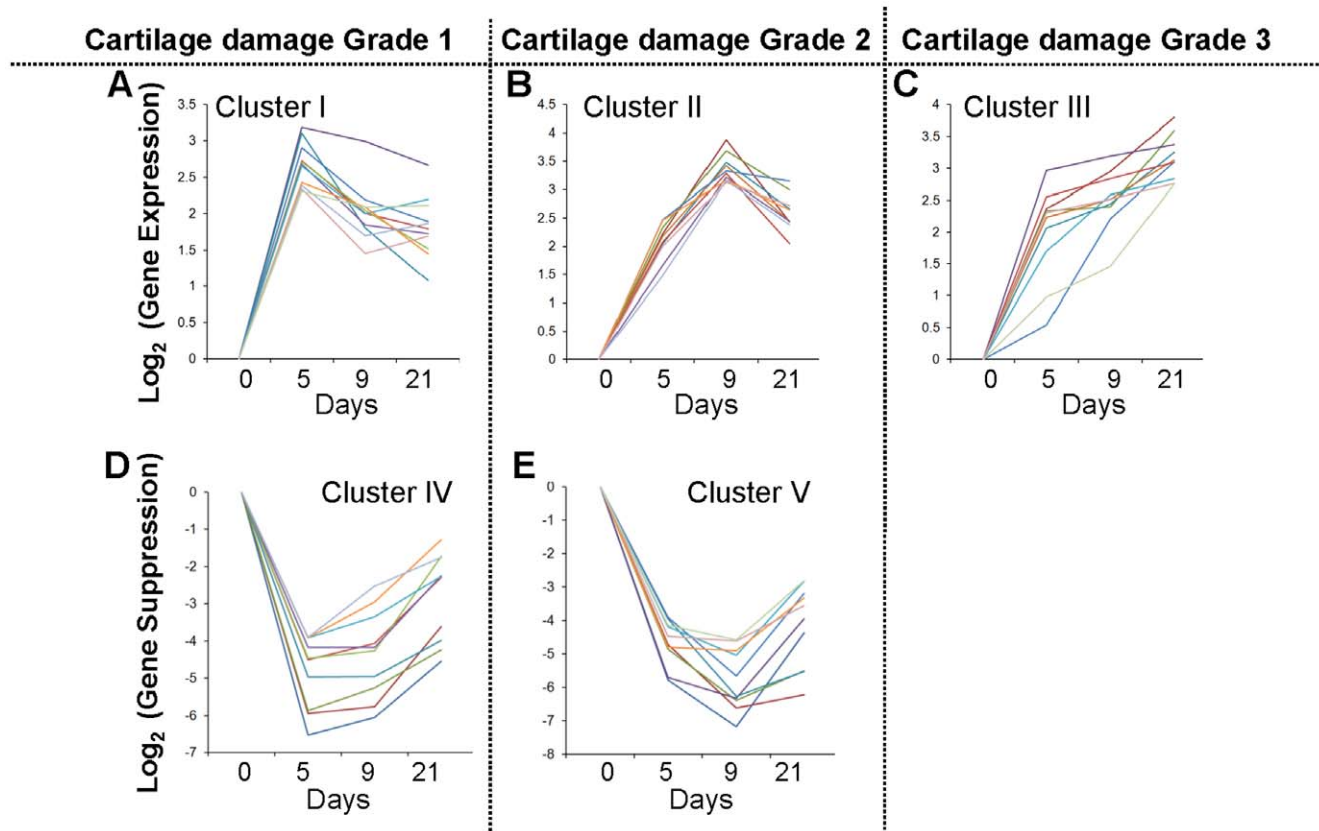 Cartilage damage Grade 1
Cartilage damage Grade 2
Cartilage damage Grade 3
A
Cluster I
Log2 (Gene Expression)
3.5
3
2.5
2
1.5
1
0.5
0
0 5 9 21
Days
B
Cluster II
4.5
4
3.5
3
2.5
2
1.5
1
0.5
0
0 5 9 21
Days
C
Cluster III
4
3.5
3
2.5
2
1.5
1
0.5
0
0 5 9 21
Days
D
Cluster IV
Log2 (Gene Suppression)
0
-1
-2
-3
-4
-5
-6
-7
0 5 9 21
Days
E
Cluster V
0
-1
-2
-3
-4
-5
-6
-7
-8
0 5 9 21
Days